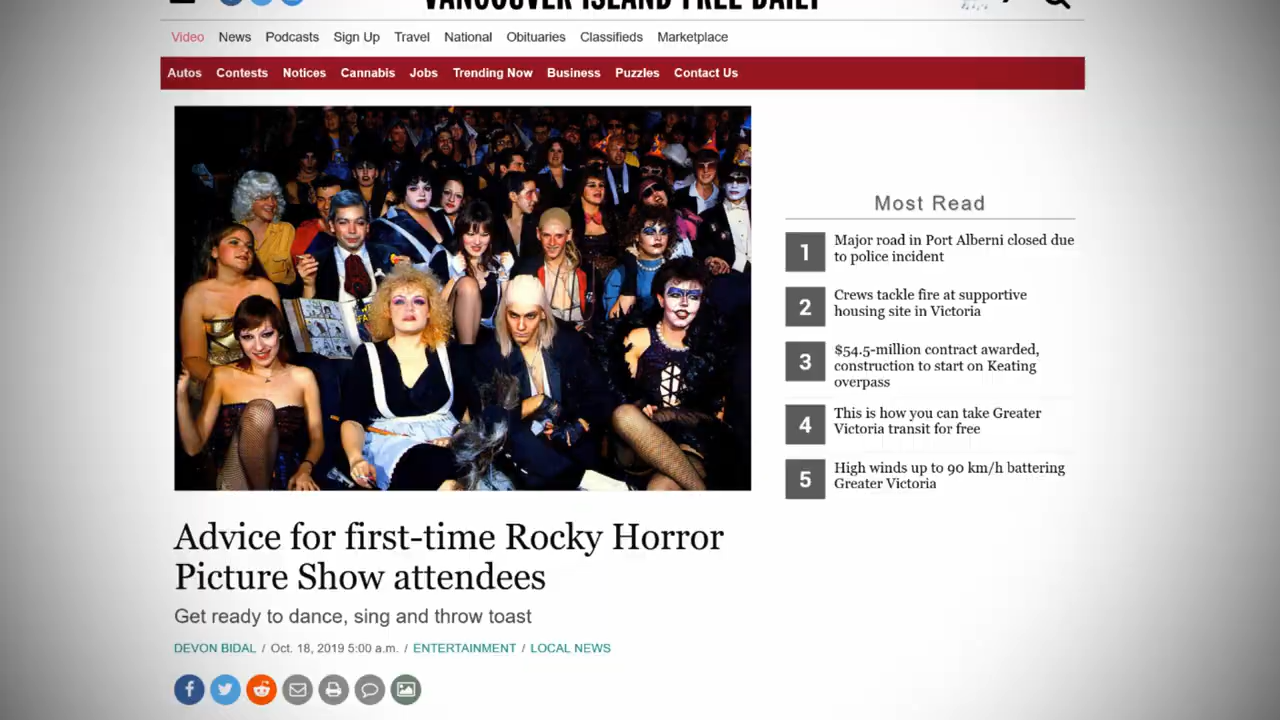 VANCOUVER ISLAND FREE DAILY
Video News Podcasts Sign Up Travel National Obituaries Classifieds Marketplace
Autos Contests Notices Cannabis Jobs Trending Now Business Puzzles Contact Us
Most Read
1 Major road in Port Alberni closed due
to police incident
2 Crews tackle fire at supportive
housing site in Victoria
3 $54.5-million contract awarded,
construction to start on Keating
overpass
4 This is how you can take Greater
Victoria transit for free
5 High winds up to 90 km/h battering
Greater Victoria
Advice for first-time Rocky Horror
Picture Show attendees
Get ready to dance, sing and throw toast
DEVON BIDAL / Oct. 18, 2019 5:00 a.m. / ENTERTAINMENT / LOCAL NEWS